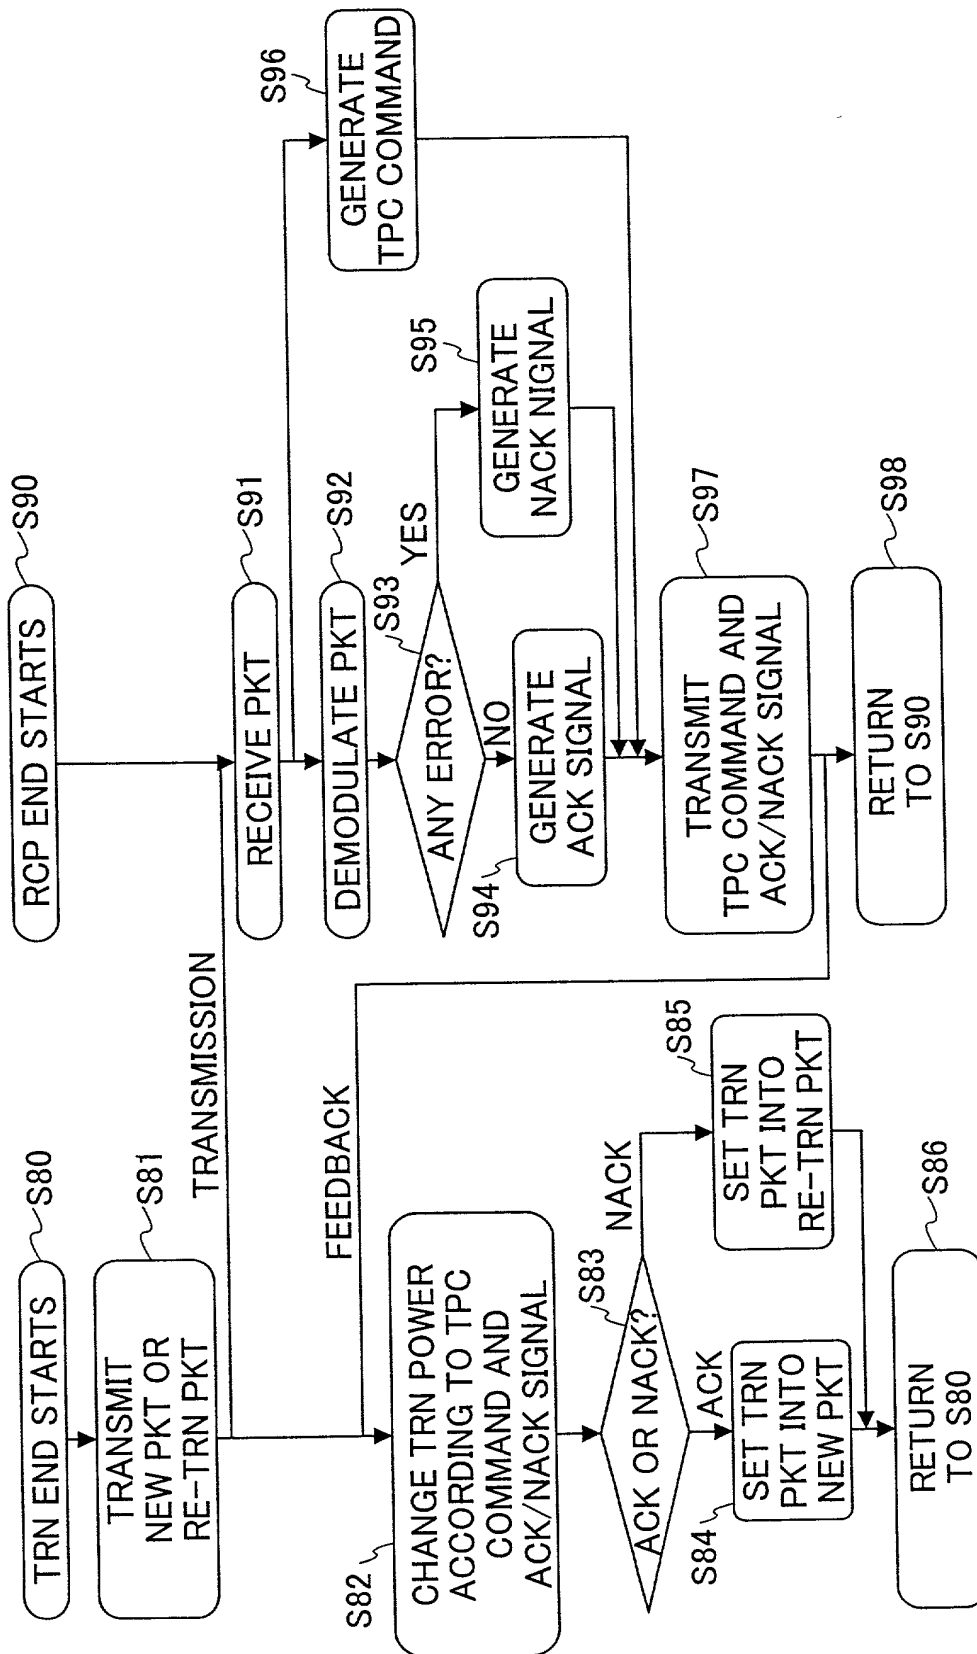 TRN END STARTS
S80
TRANSMIT
NEW PKT OR
RE-TRN PKT
S81
TRANSMISSION
FEEDBACK
CHANGE TRN POWER
ACCORDING TO TPC
COMMAND AND
ACK/NACK SIGNAL
S82
ACK OR NACK?
S83
NACK
ACK
SET TRN
PKT INTO
NEW PKT
S84
SET TRN
PKT INTO
RE-TRN PKT
S85
RETURN
TO S80
S86
RCP END STARTS
S90
RECEIVE PKT
S91
DEMODULATE PKT
S92
ANY ERROR?
S93
YES
NO
GENERATE
ACK SIGNAL
S94
GENERATE
NACK NIGNAL
S95
GENERATE
TPC COMMAND
S96
TRANSMIT
TPC COMMAND AND
ACK/NACK SIGNAL
S97
RETURN
TO S90
S98